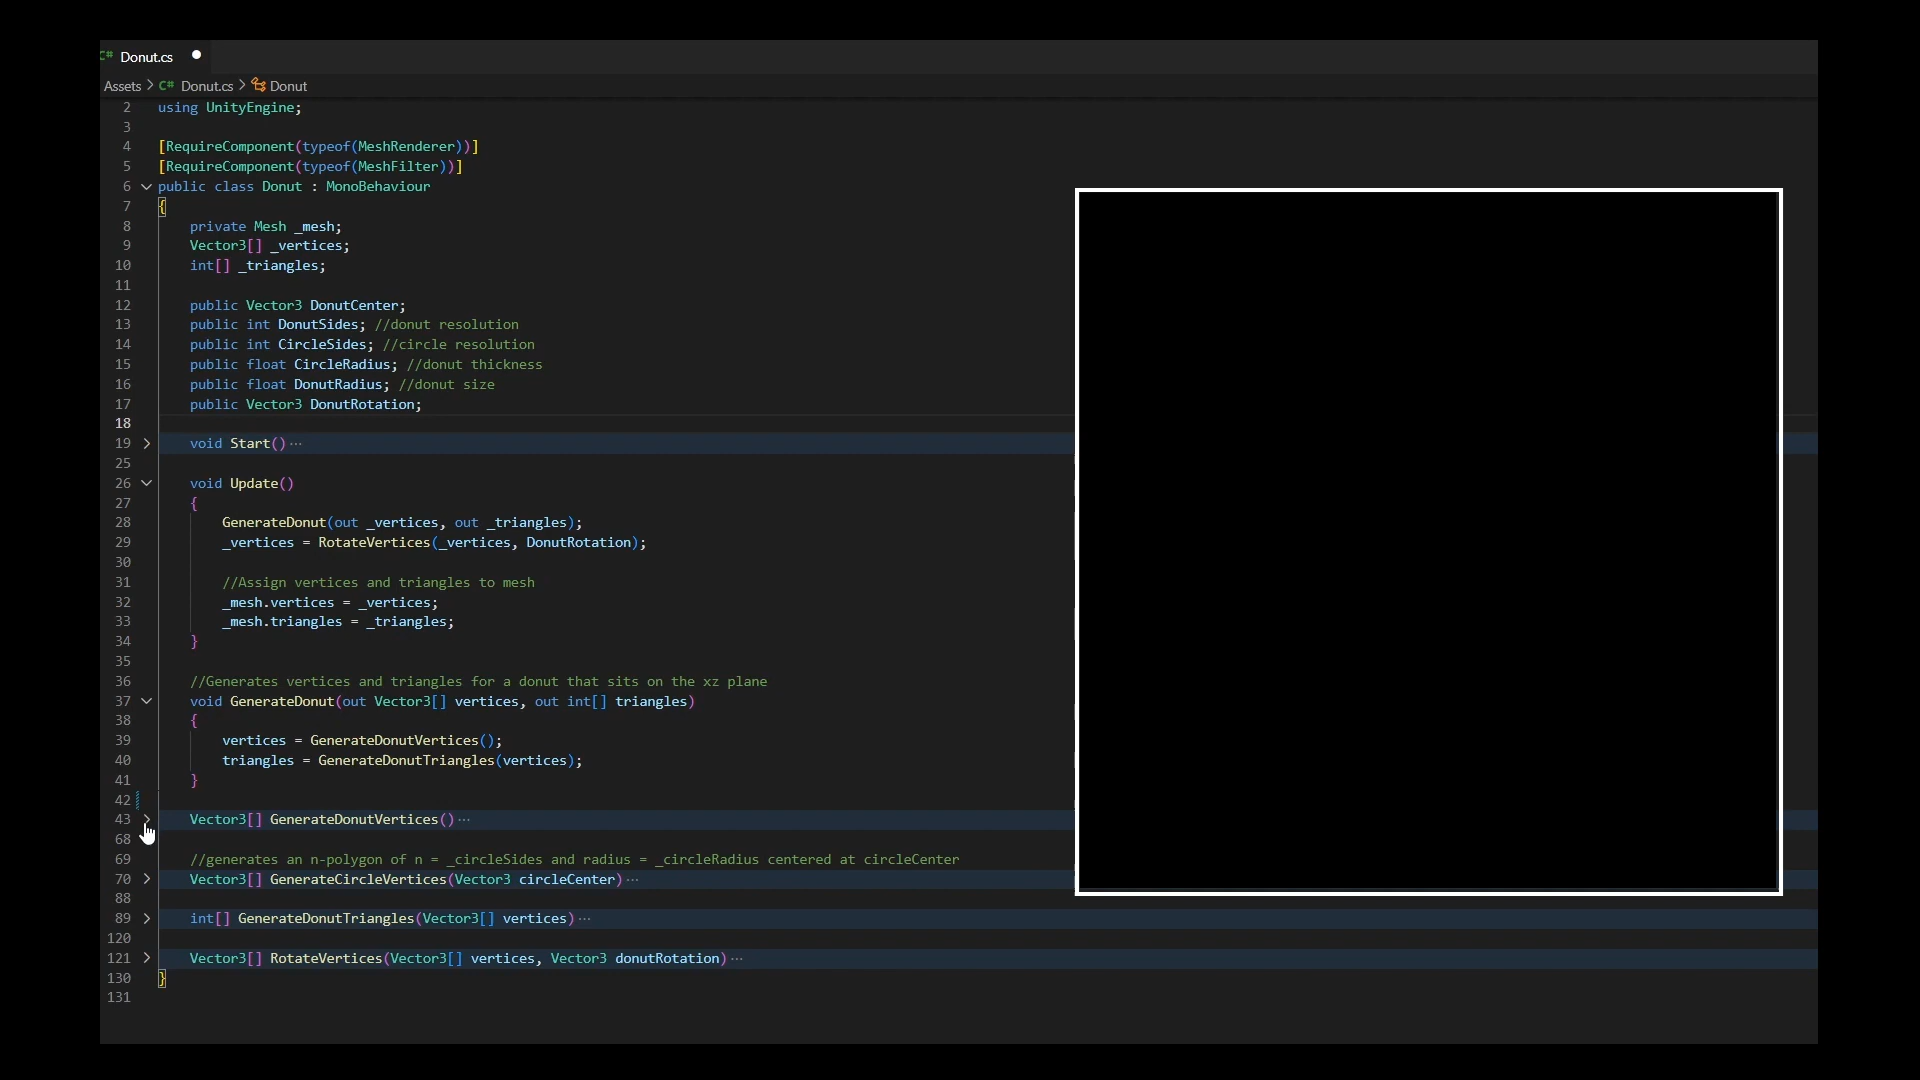 C# Donut.cs
Assets > C# Donut.cs > Donut
2 using UnityEngine;
3
4 [RequireComponent(typeof(MeshRenderer))]
5 [RequireComponent(typeof(MeshFilter))]
6 public class Donut : MonoBehaviour
7 {
8 private Mesh _mesh;
9 Vector3[] _vertices;
10 int[] _triangles;
11
12 public Vector3 DonutCenter;
13 public int DonutSides; //donut resolution
14 public int CircleSides; //circle resolution
15 public float CircleRadius; //donut thickness
16 public float DonutRadius; //donut size
17 public Vector3 DonutRotation;
18
19 void Start()···
25
26 void Update()
27 {
28 GenerateDonut(out _vertices, out _triangles);
29 _vertices = RotateVertices(_vertices, DonutRotation);
30
31 //Assign vertices and triangles to mesh
32 _mesh.vertices = _vertices;
33 _mesh.triangles = _triangles;
34 }
35
36 //Generates vertices and triangles for a donut that sits on the xz plane
37 void GenerateDonut(out Vector3[] vertices, out int[] triangles)
38 {
39 vertices = GenerateDonutVertices();
40 triangles = GenerateDonutTriangles(vertices);
41 }
42
43 Vector3[] GenerateDonutVertices()···
68
69 //generates an n-polygon of n = _circleSides and radius = _circleRadius centered at circleCenter
70 Vector3[] GenerateCircleVertices(Vector3 circleCenter)···
88
89 int[] GenerateDonutTriangles(Vector3[] vertices)···
120
121 Vector3[] RotateVertices(Vector3[] vertices, Vector3 donutRotation)···
130 }
131